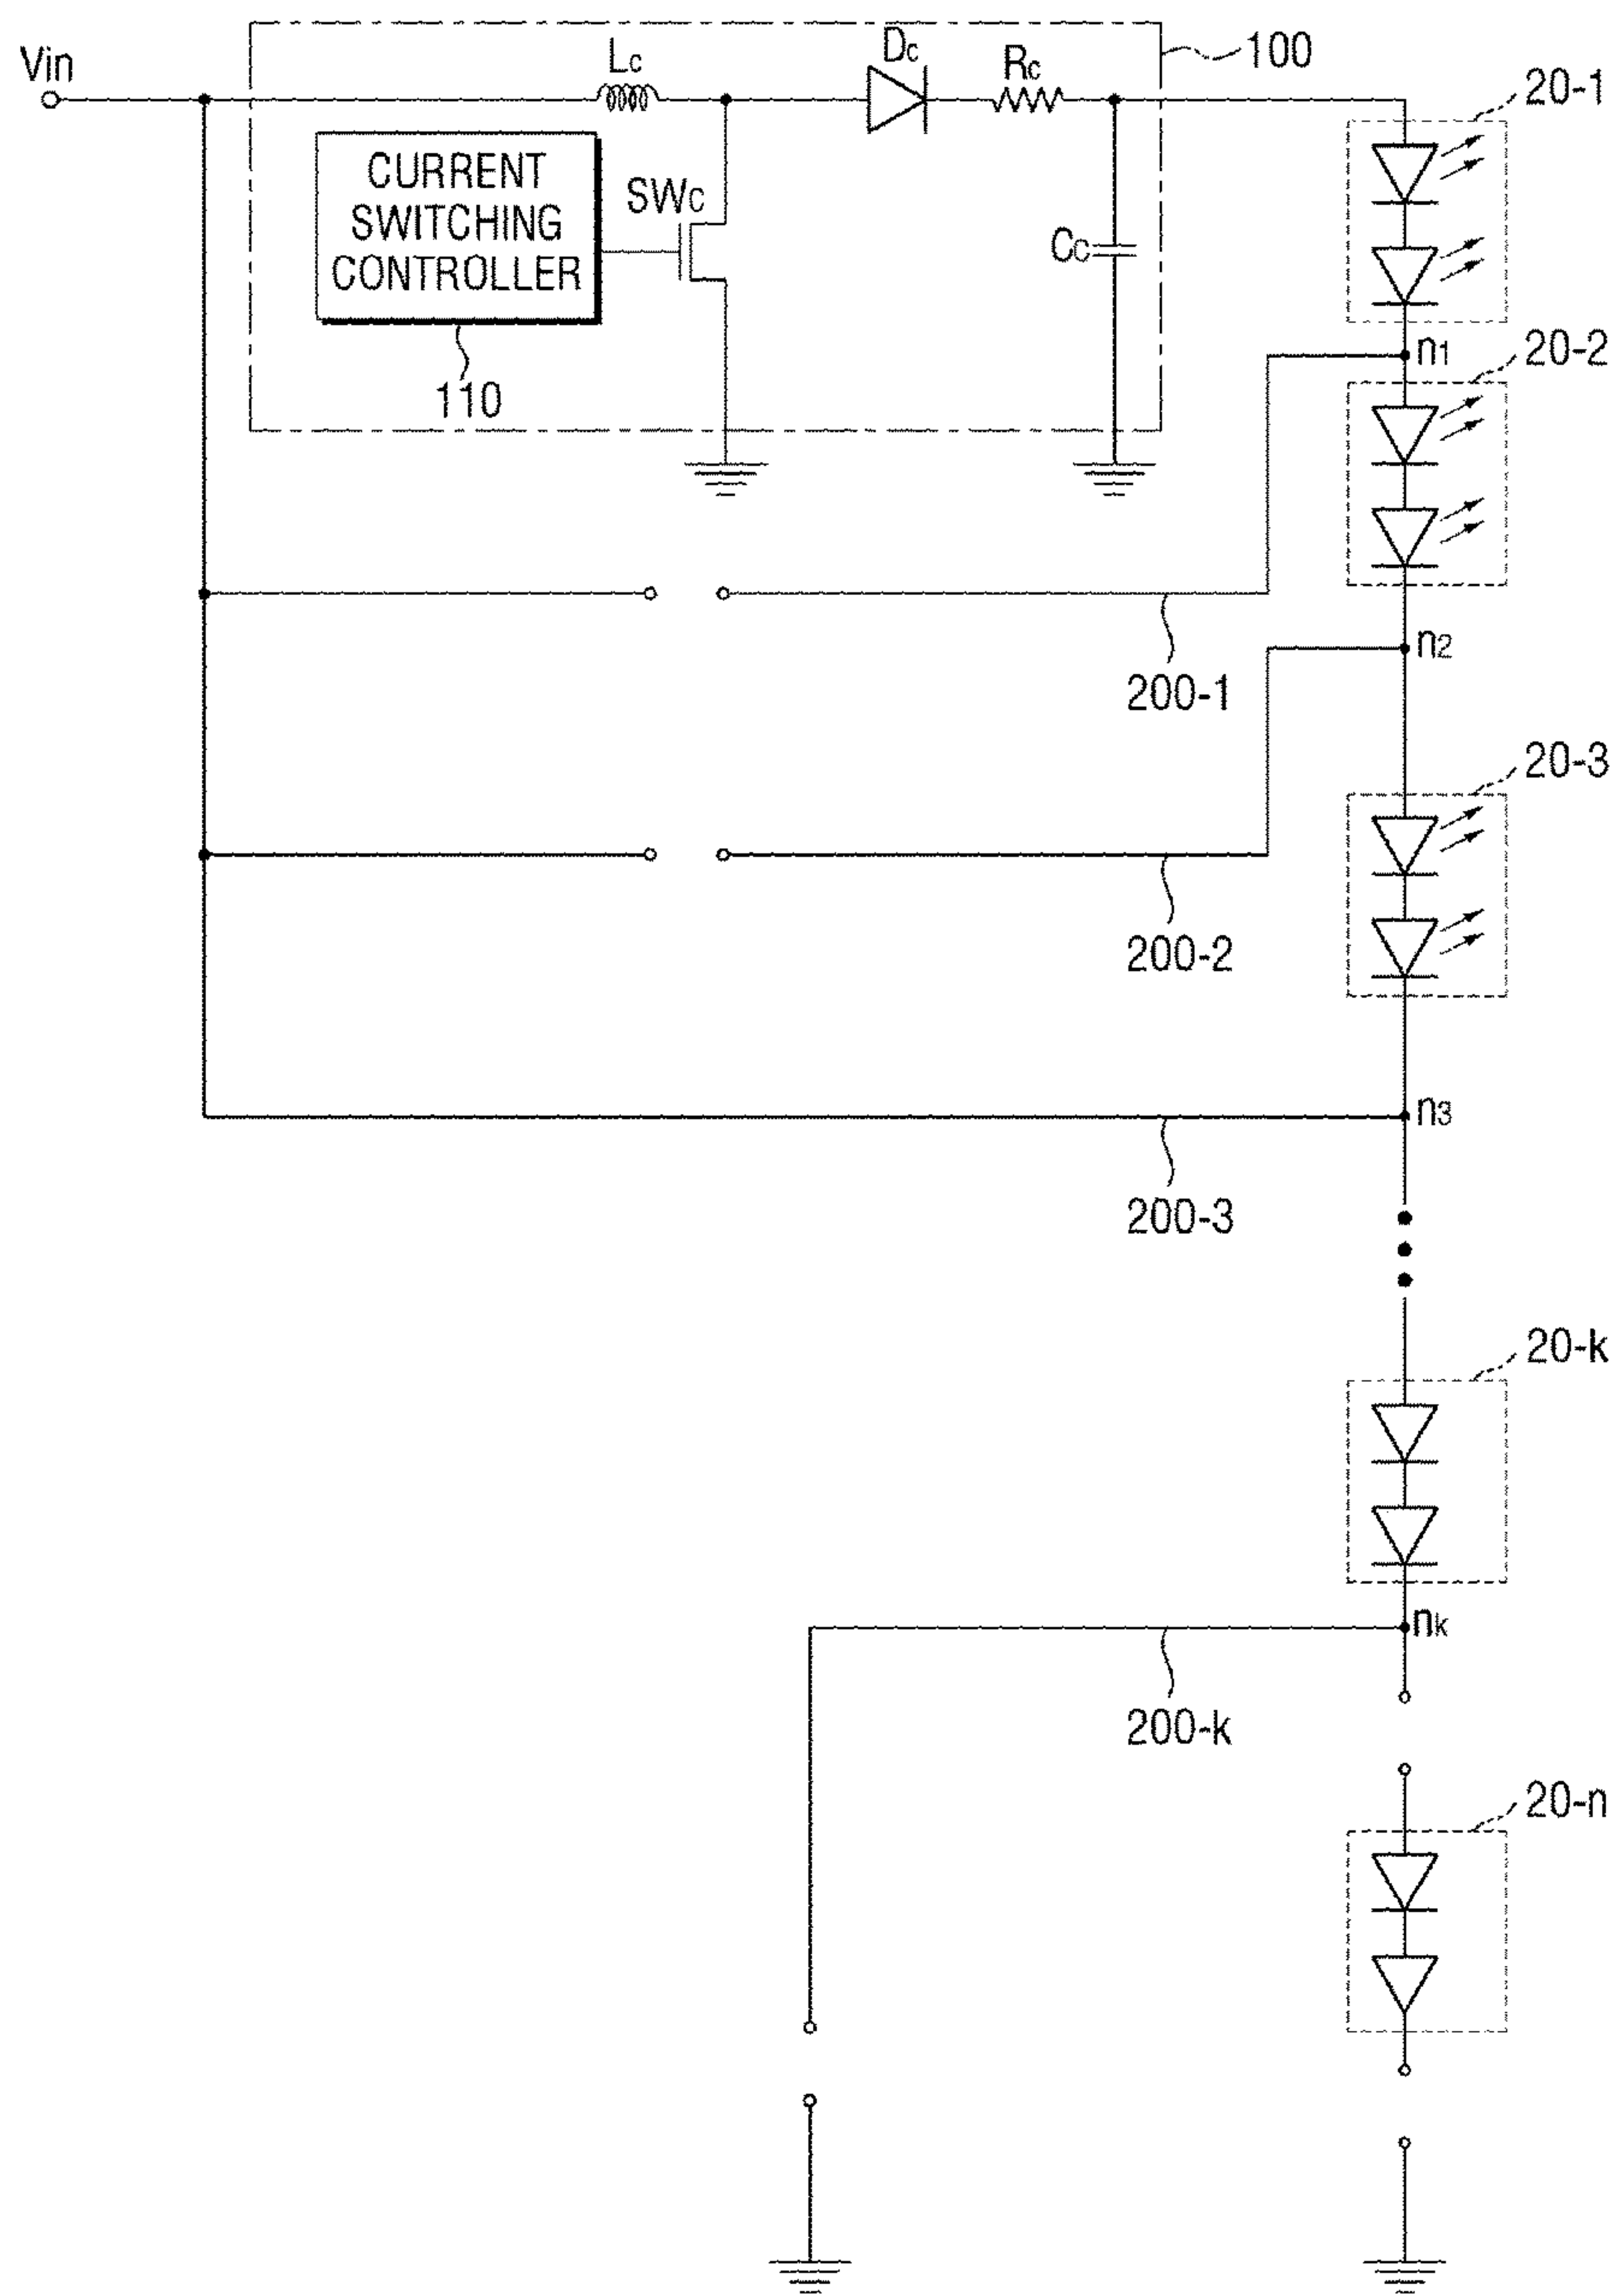 Vin
Lc
Dc
Rc
100
20-1
CURRENT
SWITCHING
CONTROLLER
SWc
Cc
110
n1
20-2
200-1
n2
20-3
200-2
n3
200-3
20-k
nk
200-k
20-n